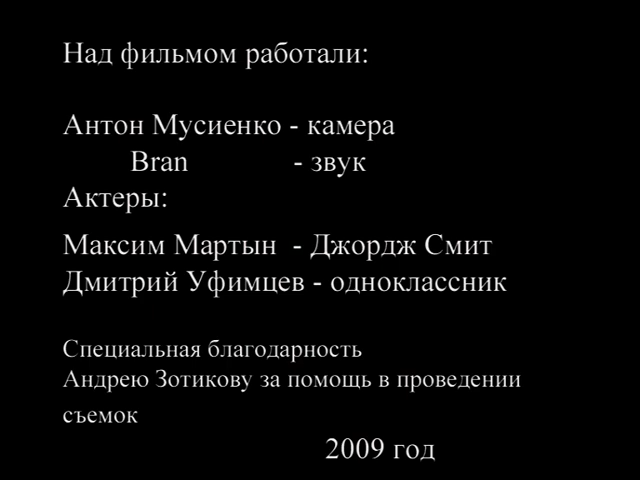 Над фильмом работали:
Антон Мусиенко - камера
Bran - звук
Актеры:
Максим Мартын - Джордж Смит
Дмитрий Уфимцев - одноклассник
Специальная благодарность
Андрею Зотикову за помощь в проведении
съемок
2009 год